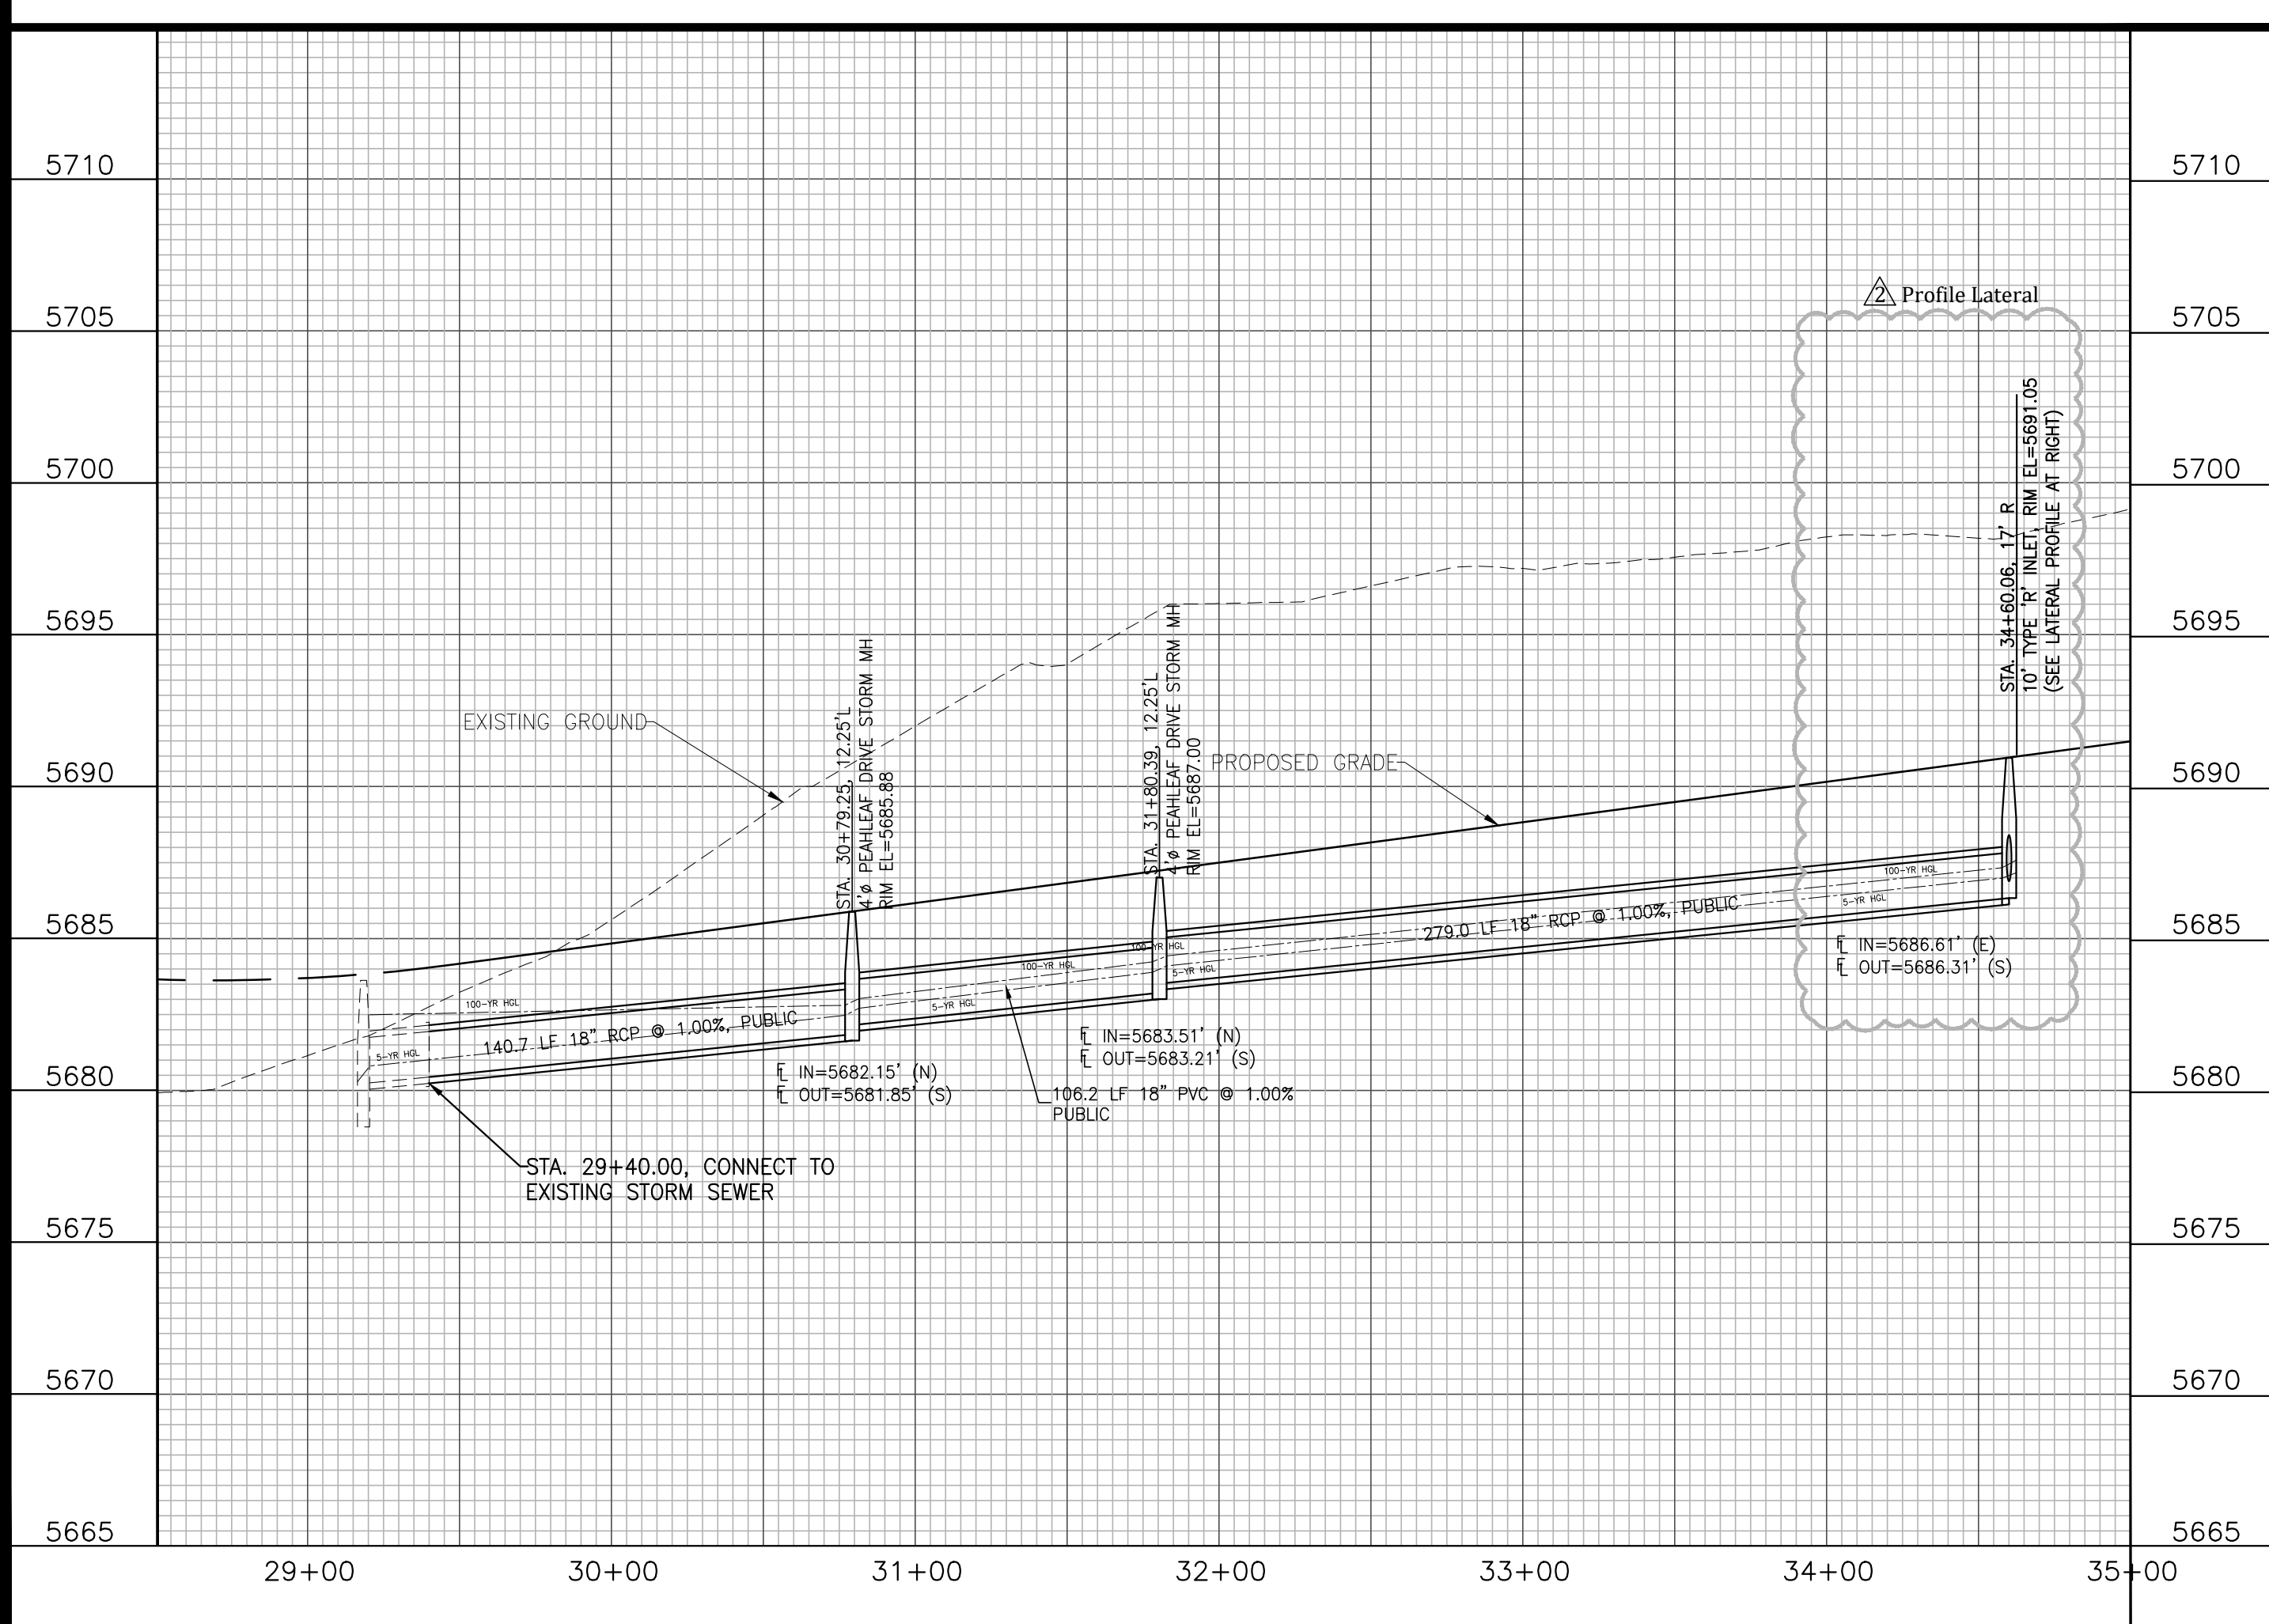 2 Profile Lateral
5710
5710
5705
5705
5700
5700
5695
5695
5690
5690
5685
5685
5680
5680
5675
5675
5670
5670
5665
5665
EXISTING GROUND
PROPOSED GRADE
STA. 30+79.25, 12.25'L
4'ø PEAHLEAF DRIVE STORM MH
RIM EL=5685.88
STA. 31+80.39, 12.25'L
4'ø PEAHLEAF DRIVE STORM MH
RIM EL=5687.00
STA. 34+60.06, 17' R
10' TYPE 'R' INLET, RIM EL=5691.05
(SEE LATERAL PROFILE AT RIGHT)
100-YR HGL
5-YR HGL
140.7 LF 18" RCP @ 1.00%, PUBLIC
100-YR HGL
5-YR HGL
100-YR HGL
5-YR HGL
279.0 LF 18" RCP @ 1.00%, PUBLIC
100-YR HGL
5-YR HGL
FL IN=5686.61' (E)
FL OUT=5686.31' (S)
FL IN=5683.51' (N)
FL OUT=5683.21' (S)
FL IN=5682.15' (N)
FL OUT=5681.85' (S)
106.2 LF 18" PVC @ 1.00%
PUBLIC
STA. 29+40.00, CONNECT TO
EXISTING STORM SEWER
29+00
30+00
31+00
32+00
33+00
34+00
35+00